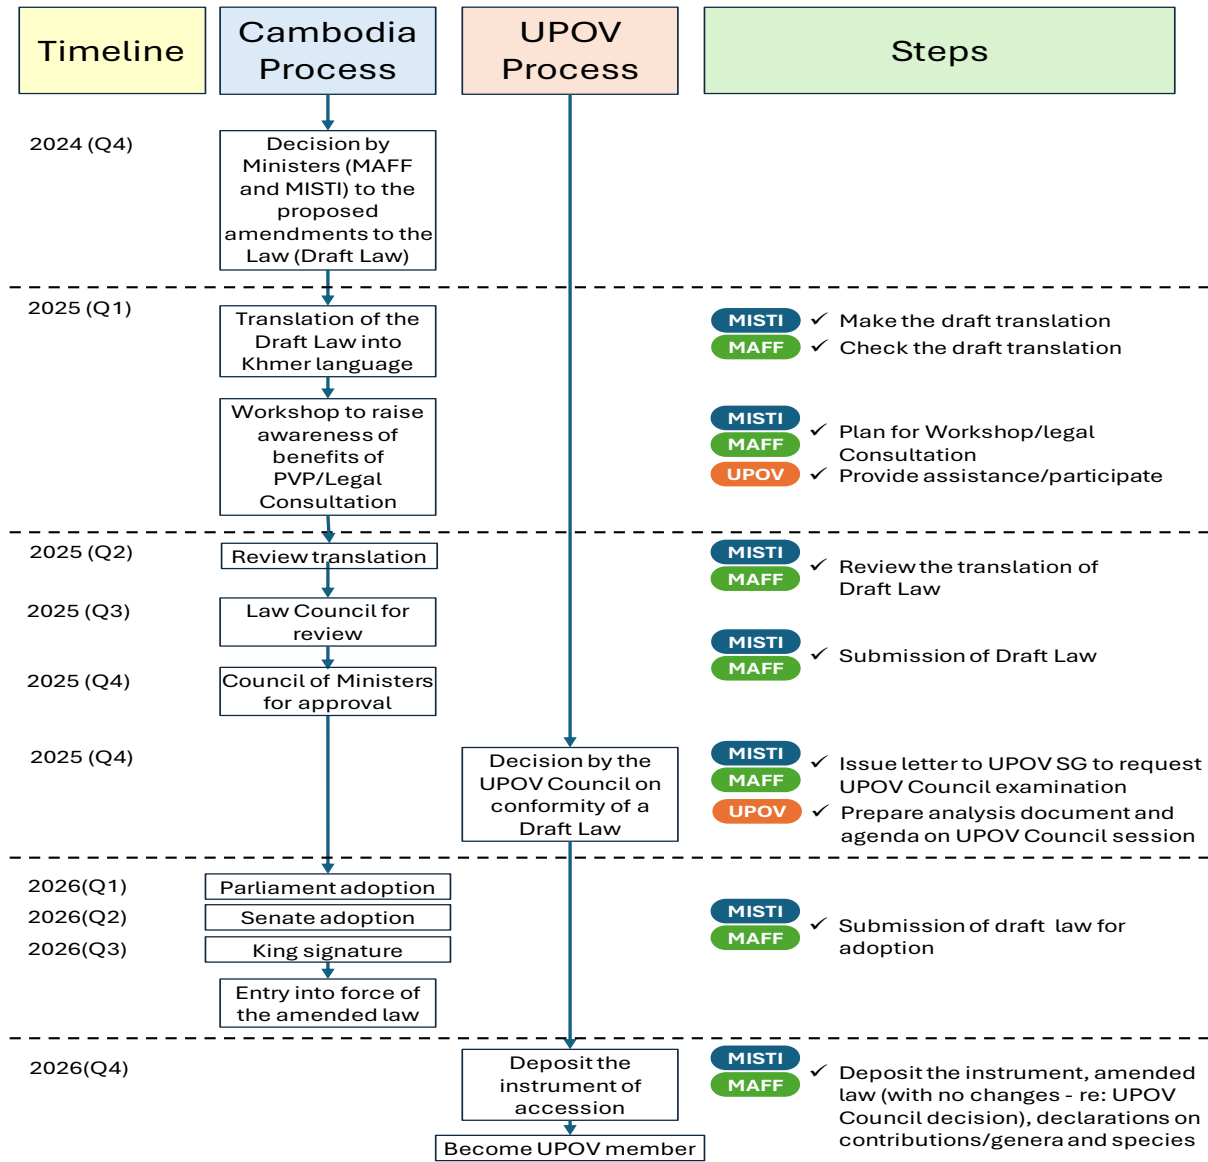 Timeline
Cambodia
Process
UPOV
Process
Steps
2024 (Q4)
Decision by
Ministers (MAFF
and MISTI) to the
proposed
amendments to the
Law (Draft Law)
2025 (Q1)
Translation of the
Draft Law into
Khmer language
MISTI ✓ Make the draft translation
MAFF ✓ Check the draft translation
Workshop to raise
awareness of
benefits of
PVP/Legal
Consultation
MISTI
MAFF
✓ Plan for Workshop/legal
Consultation
UPOV ✓ Provide assistance/participate
2025 (Q2)
Review translation
MISTI
MAFF
✓ Review the translation of
Draft Law
2025 (Q3)
Law Council for
review
MISTI
MAFF
✓ Submission of Draft Law
2025 (Q4)
Council of Ministers
for approval
2025 (Q4)
Decision by the
UPOV Council on
conformity of a
Draft Law
MISTI
MAFF
✓ Issue letter to UPOV SG to request
UPOV Council examination
UPOV ✓ Prepare analysis document and
agenda on UPOV Council session
2026(Q1)
Parliament adoption
2026(Q2)
Senate adoption
2026(Q3)
King signature
MISTI
MAFF
✓ Submission of draft law for
adoption
Entry into force of
the amended law
2026(Q4)
Deposit the
instrument of
accession
MISTI
MAFF
✓ Deposit the instrument, amended
law (with no changes - re: UPOV
Council decision), declarations on
contributions/genera and species
Become UPOV member